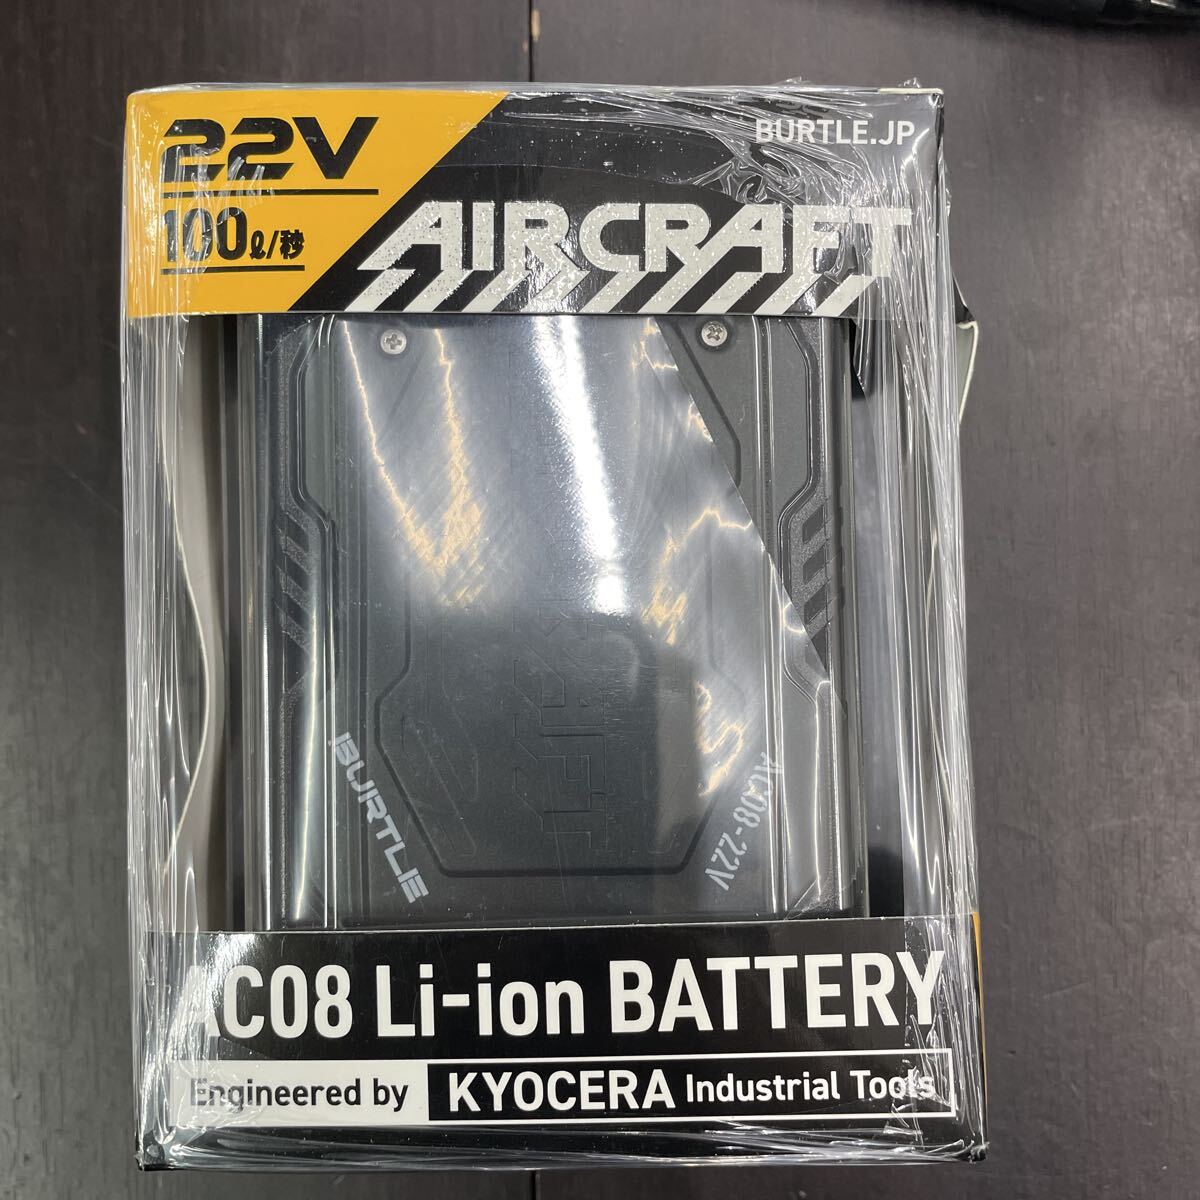 22V
100ℓ/秒
BURTLE.JP
AIRCRAFT
BURTLE
AC08-22V
AC08 Li-ion BATTERY
Engineered by KYOCERA Industrial Tools